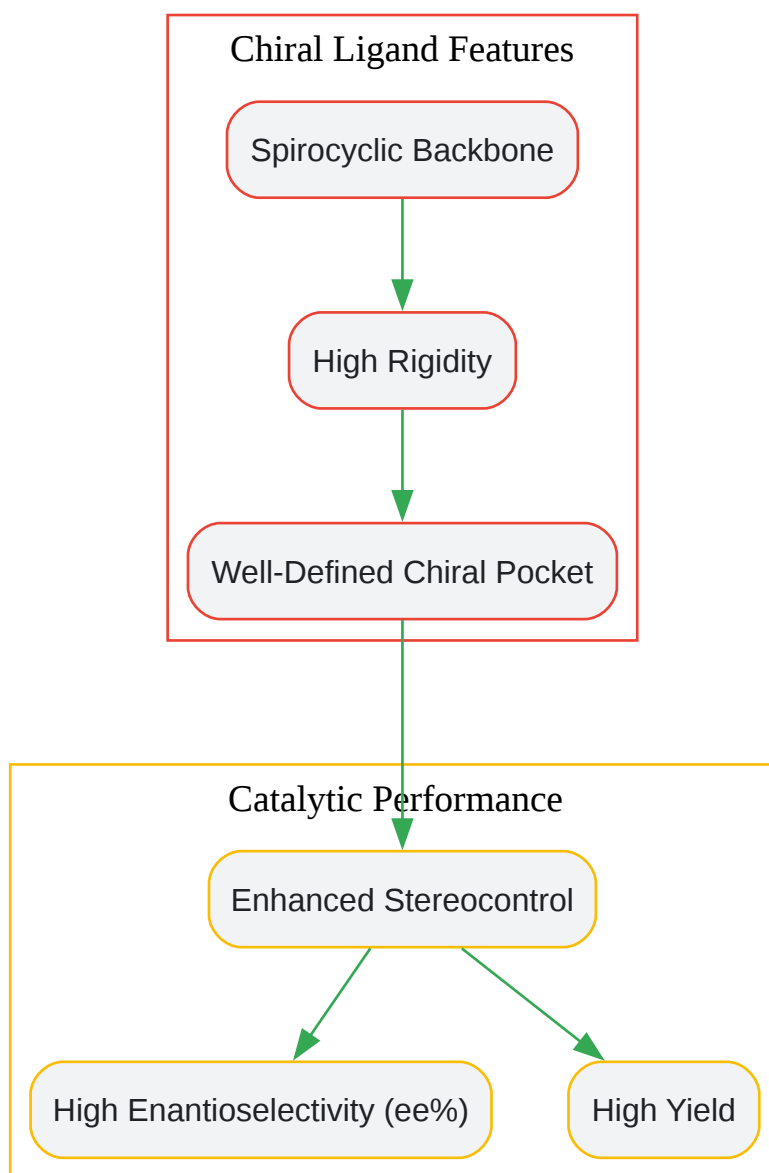 Chiral Ligand Features
Spirocyclic Backbone
High Rigidity
Well-Defined Chiral Pocket
Catalytic Performance
Enhanced Stereocontrol
High Enantioselectivity (ee%)
High Yield